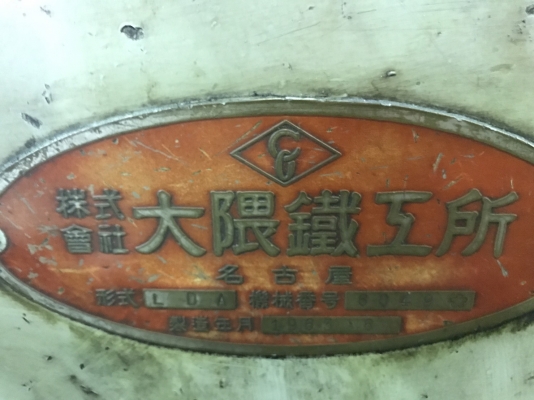 株式會社 大隈鐵工所
名古屋
形式 機械番号
製造年月